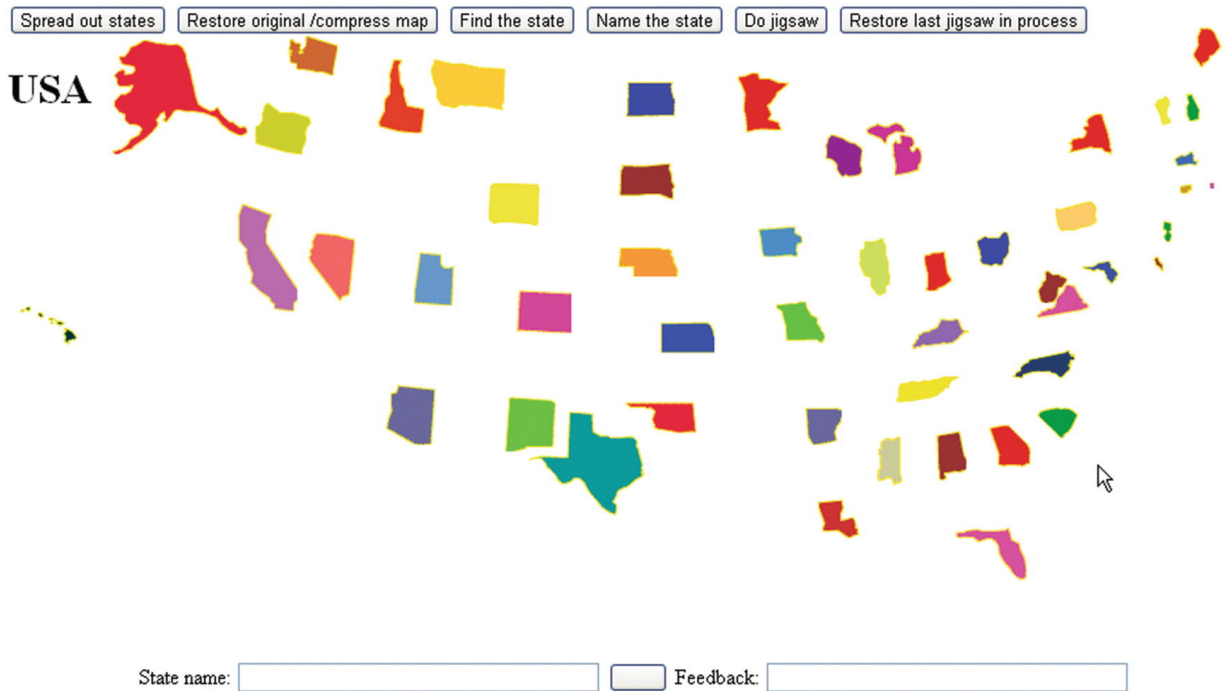 Spread out states Restore original /compress map Find the state Name the state Do jigsaw Restore last jigsaw in process
USA
State name: Feedback: